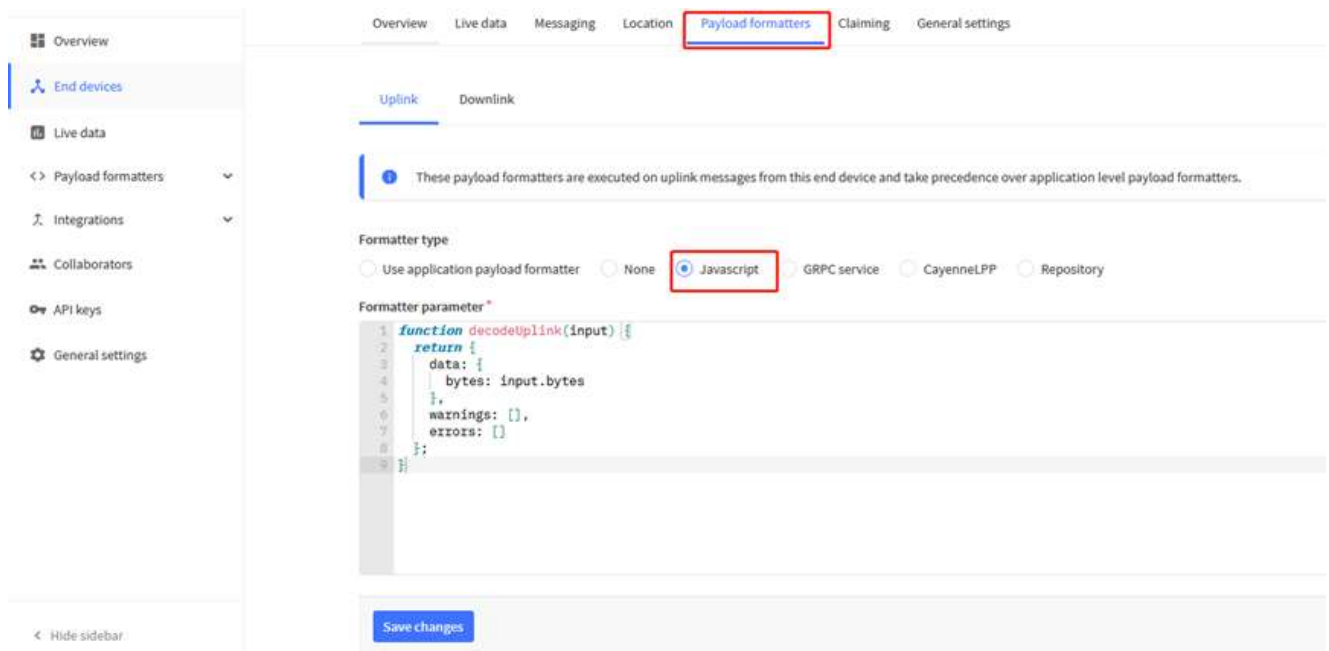 Overview
End devices
Live data
<> Payload formatters
Integrations
Collaborators
API keys
General settings
< Hide sidebar
Overview Live data Messaging Location Payload formatters Claiming General settings
Uplink Downlink
These payload formatters are executed on uplink messages from this end device and take precedence over application level payload formatters.
Formatter type
Use application payload formatter None Javascript GRPC service CayenneLPP Repository
Formatter parameter*
1 function decodeUplink(input) {
2 return {
3 data: {
4 bytes: input.bytes
5 },
6 warnings: [],
7 errors: []
8 };
9 }
Save changes